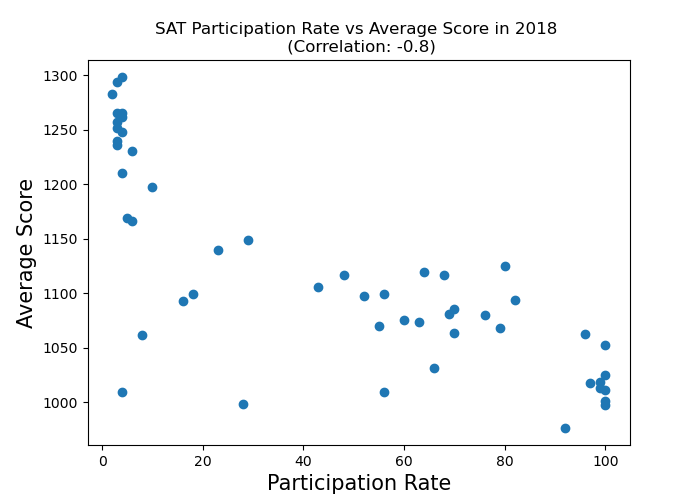 SAT Participation Rate vs Average Score in 2018
(Correlation: -0.8)
Average Score
1300
1250
1200
1150
1100
1050
1000
0 20 40 60 80 100
Participation Rate